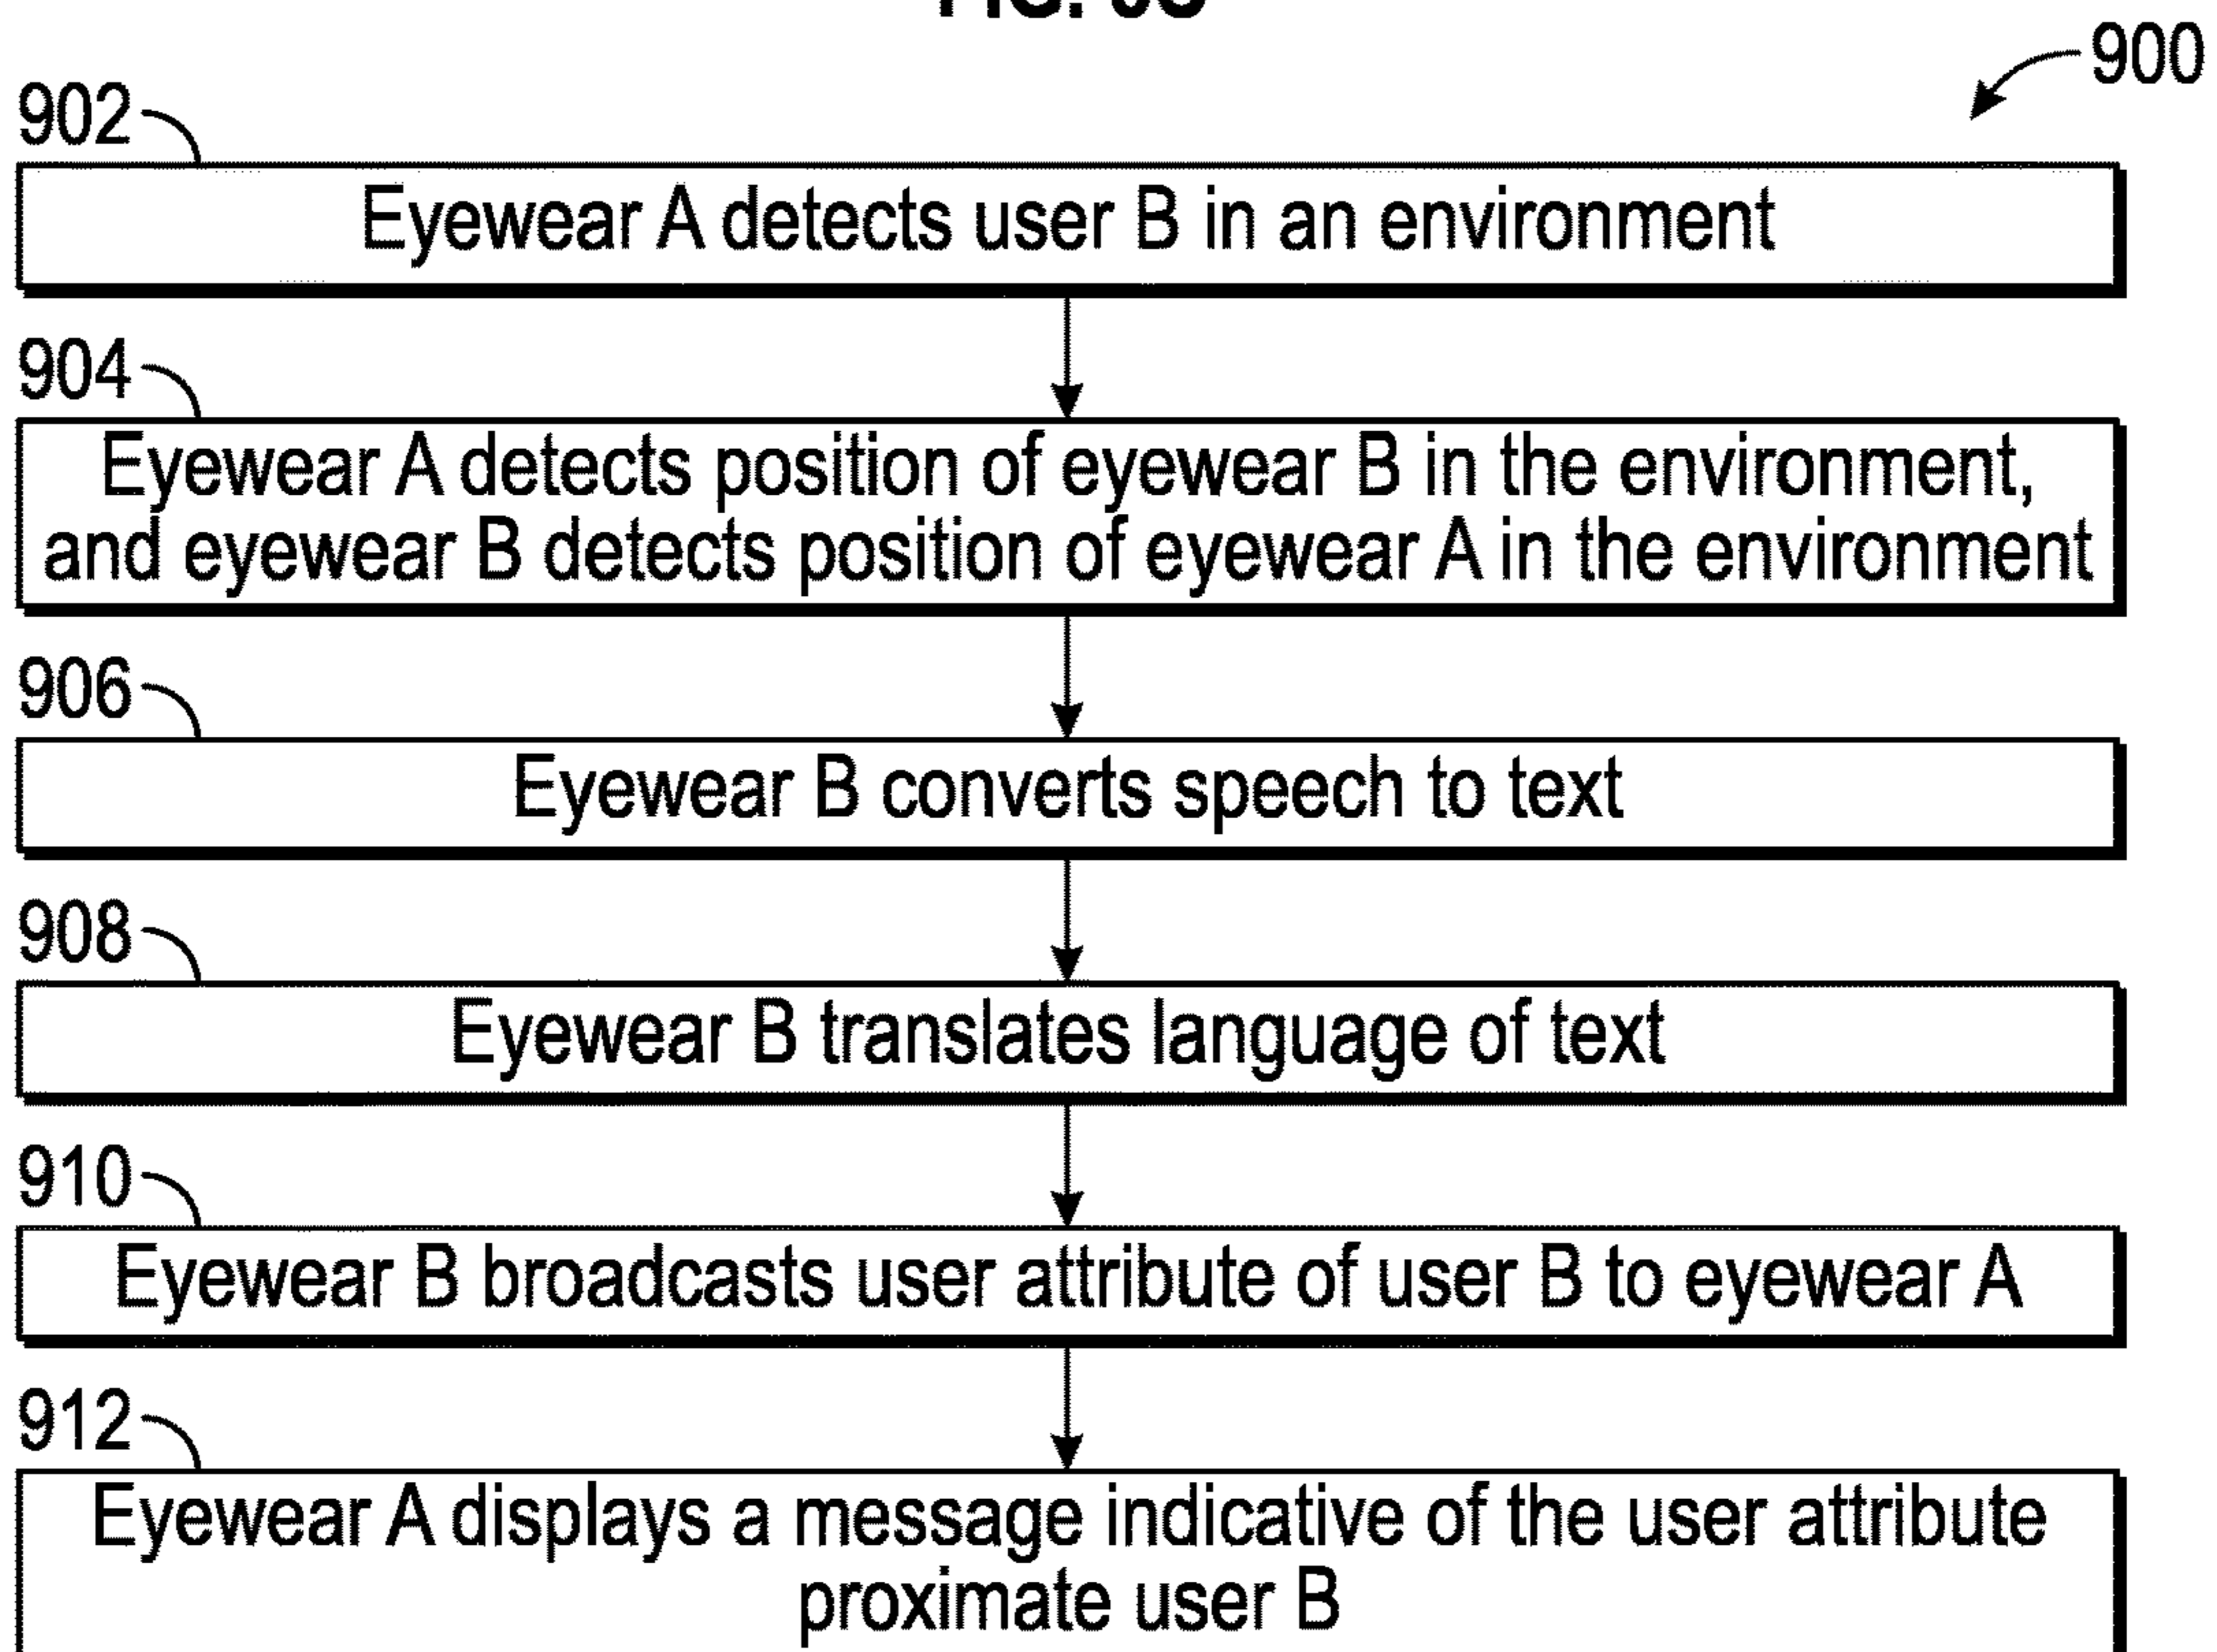 900
902
Eyewear A detects user B in an environment
904
Eyewear A detects position of eyewear B in the environment,
and eyewear B detects position of eyewear A in the environment
906
Eyewear B converts speech to text
908
Eyewear B translates language of text
910
Eyewear B broadcasts user attribute of user B to eyewear A
912
Eyewear A displays a message indicative of the user attribute
proximate user B